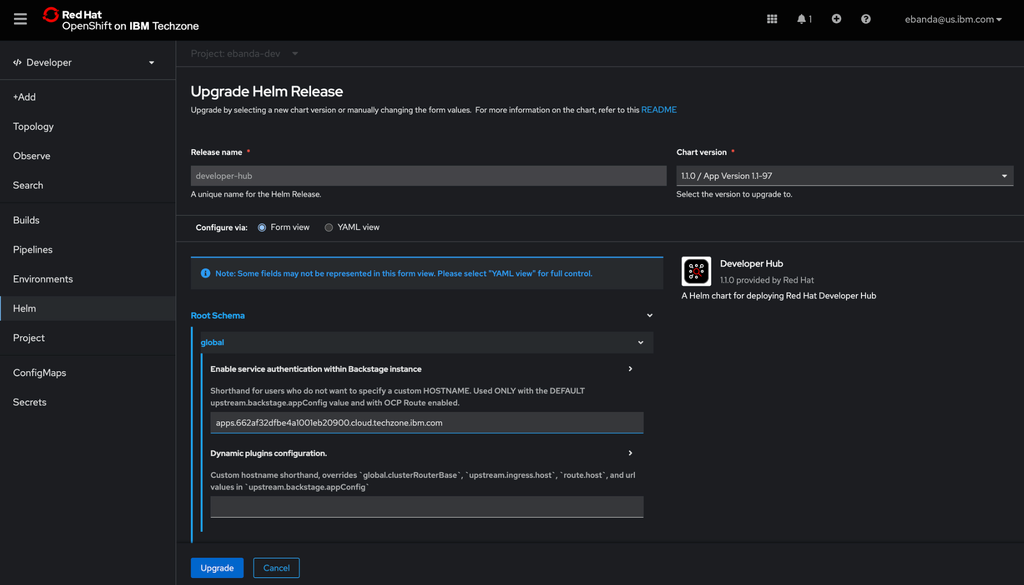 Red Hat
OpenShift on IBM Techzone
1
ebanda@us.ibm.com
Developer
+Add
Topology
Observe
Search
Builds
Pipelines
Environments
Helm
Project
ConfigMaps
Secrets
Project: ebanda-dev
Upgrade Helm Release
Upgrade by selecting a new chart version or manually changing the form values. For more information on the chart, refer to this README
Release name *
developer-hub
A unique name for the Helm Release.
Chart version *
1.1.0 / App Version 1.1-97
Select the version to upgrade to.
Configure via: Form view YAML view
Note: Some fields may not be represented in this form view. Please select "YAML view" for full control.
Root Schema
global
Enable service authentication within Backstage instance
Shorthand for users who do not want to specify a custom HOSTNAME. Used ONLY with the DEFAULT
upstream.backstage.appConfig value and with OCP Route enabled.
apps.662af32dfbe4a1001eb20900.cloud.techzone.ibm.com
Dynamic plugins configuration.
Custom hostname shorthand, overrides `global.clusterRouterBase`, `upstream.ingress.host`, `route.host`, and url
values in `upstream.backstage.appConfig`
Upgrade
Cancel
Developer Hub
1.1.0 provided by Red Hat
A Helm chart for deploying Red Hat Developer Hub